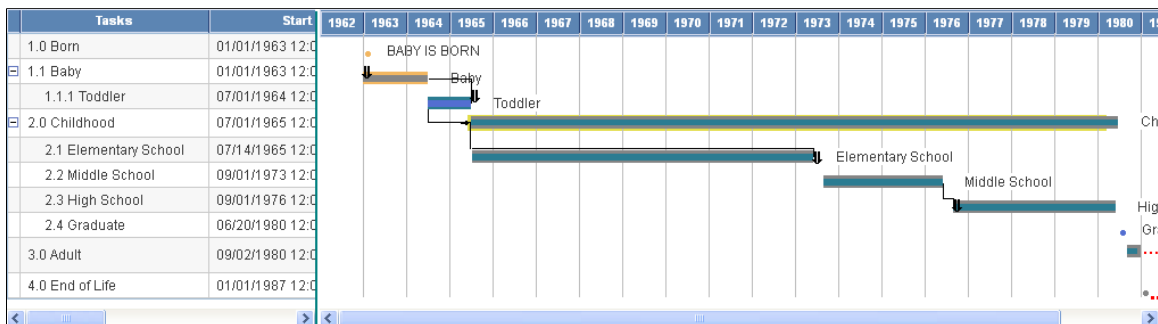 Tasks Start 1962 1963 1964 1965 1966 1967 1968 1969 1970 1971 1972 1973 1974 1975 1976 1977 1978 1979 1980 19
1.0 Born 01/01/1963 12:0 BABY IS BORN
1.1 Baby 01/01/1963 12:0 Baby
1.1.1 Toddler 07/01/1964 12:0 Toddler
2.0 Childhood 07/01/1965 12:0 Ch
2.1 Elementary School 07/14/1965 12:0 Elementary School
2.2 Middle School 09/01/1973 12:0 Middle School
2.3 High School 09/01/1976 12:0 Hig
2.4 Graduate 06/20/1980 12:0 Gra
3.0 Adult 09/02/1980 12:0
4.0 End of Life 01/01/1987 12:0